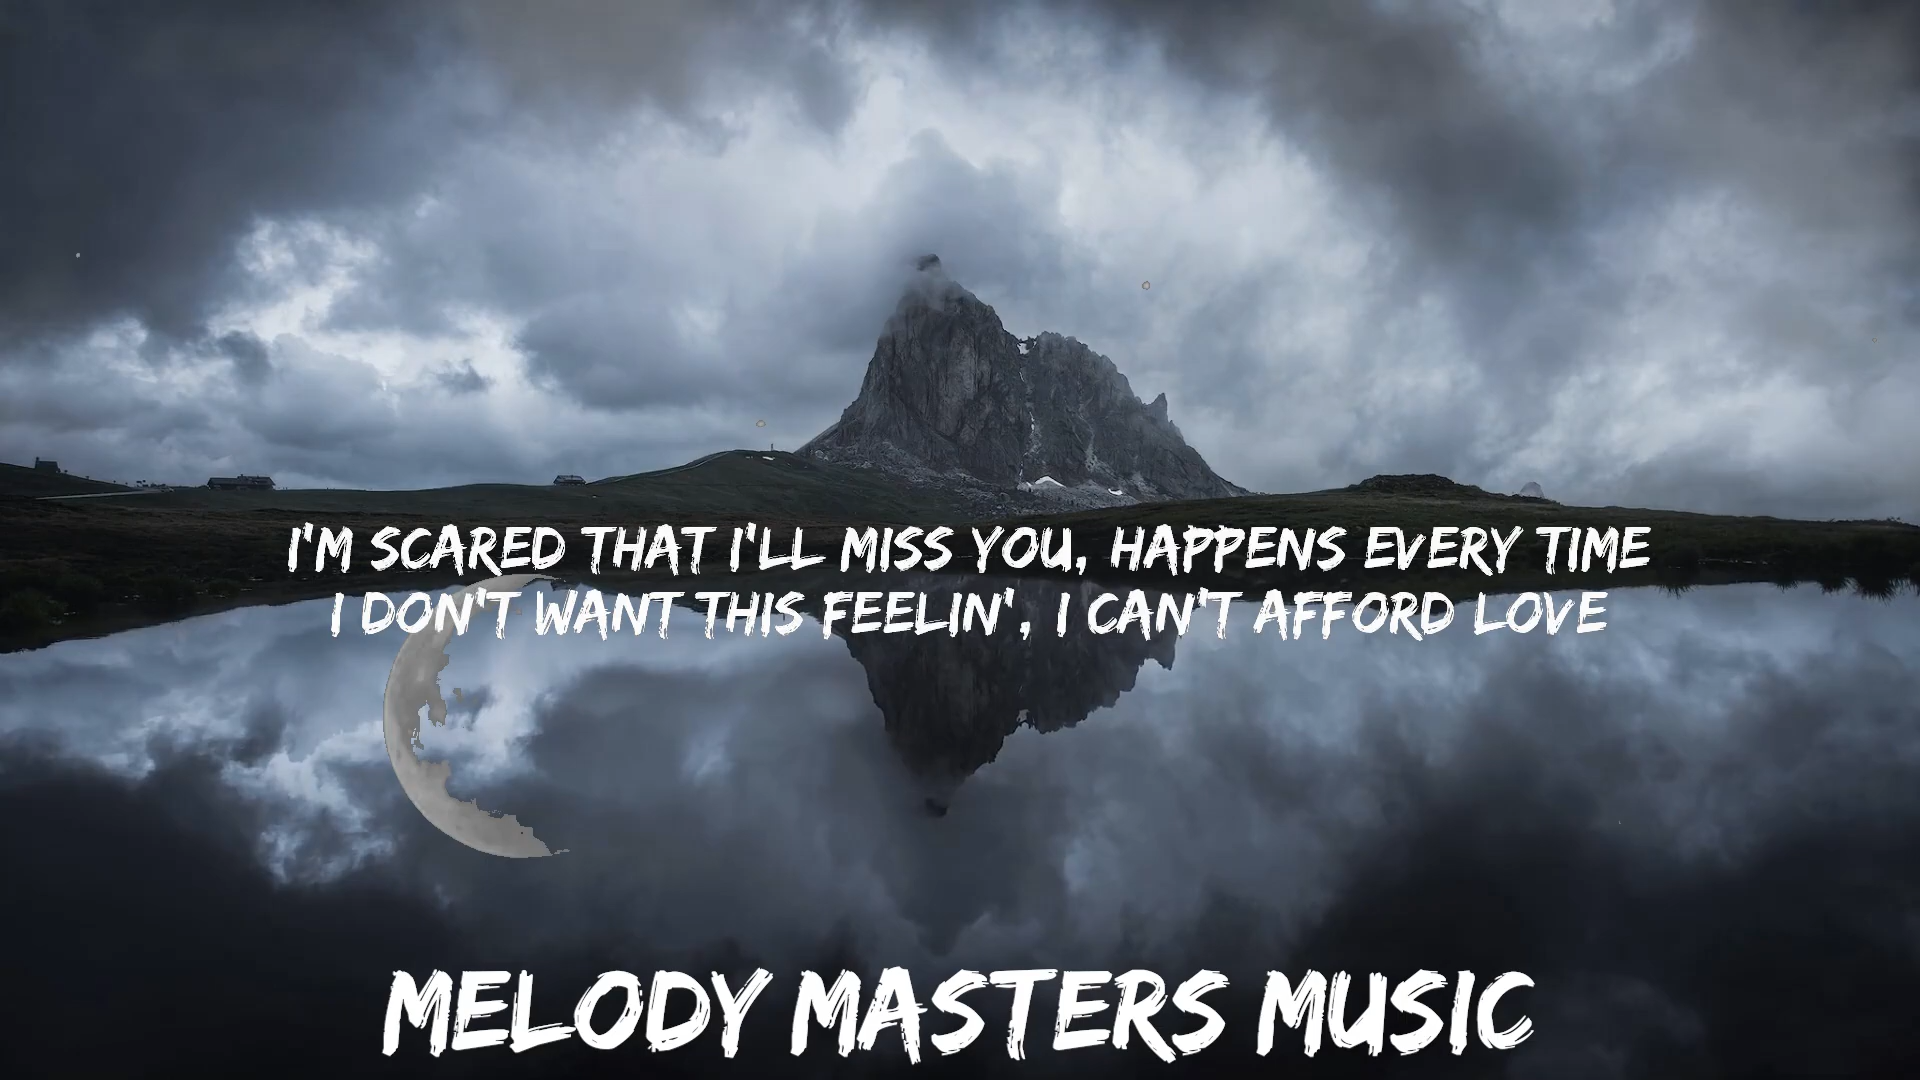 I'M SCARED THAT I'LL MISS YOU, HAPPENS EVERY TIME
I DON'T WANT THIS FEELIN', I CAN'T AFFORD LOVE
MELODY MASTERS MUSIC